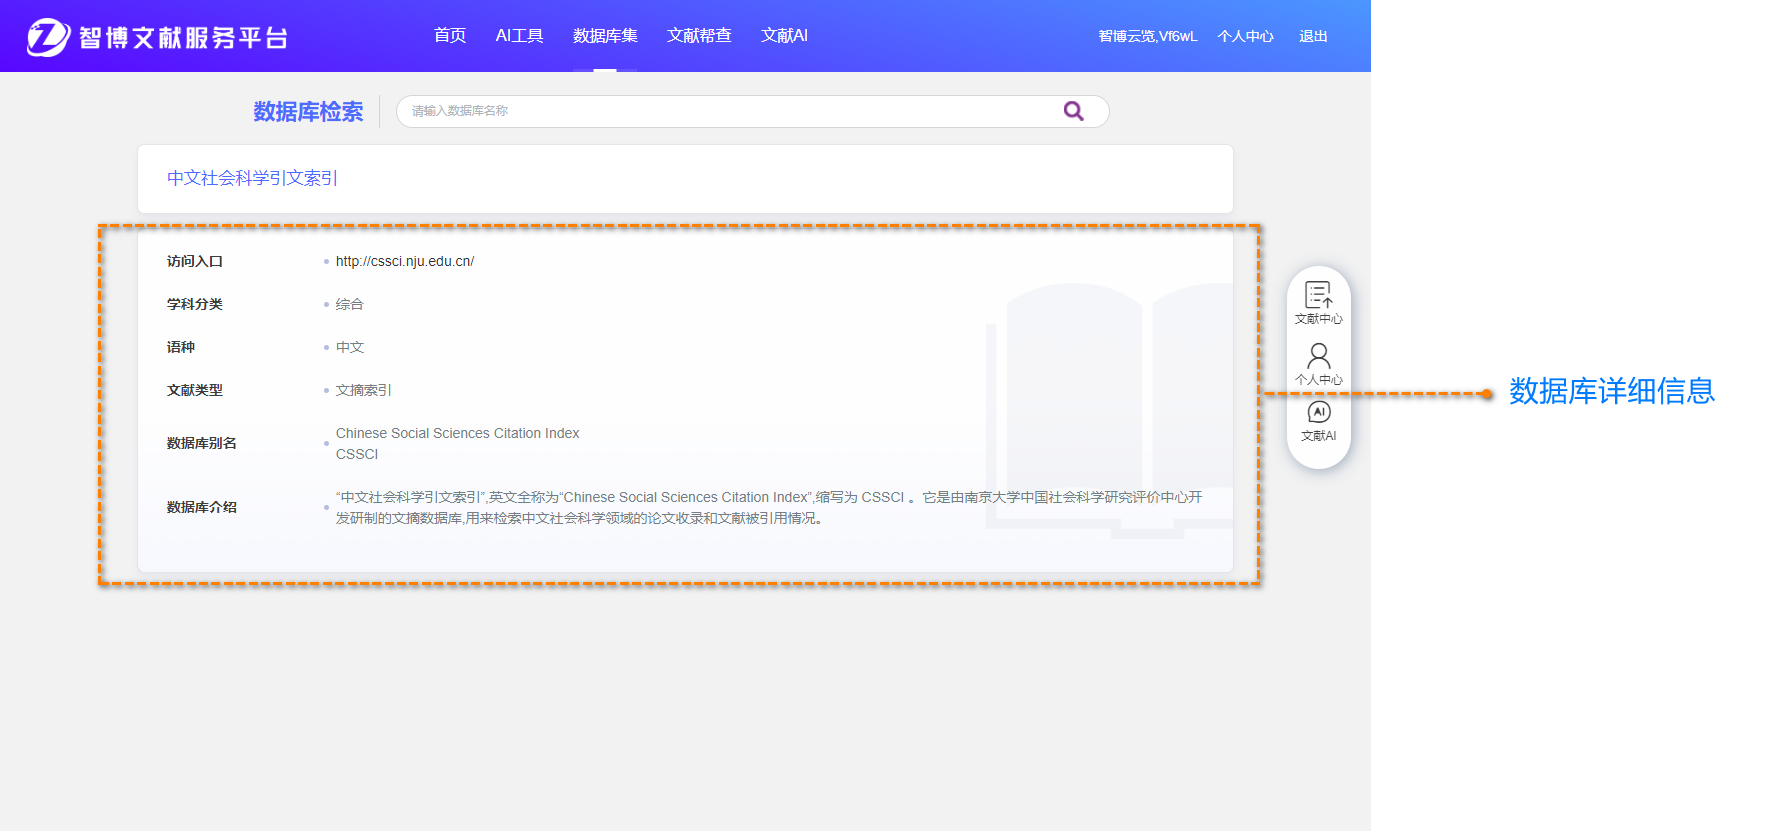 智博文献服务平台
首页 AI工具 数据库集 文献帮查 文献AI
智博云览,Vf6wL 个人中心 退出
数据库检索 请输入数据库名称
中文社会科学引文索引
访问入口 http://cssci.nju.edu.cn/
学科分类 综合
语种 中文
文献类型 文摘索引
数据库别名 Chinese Social Sciences Citation Index
CSSCI
数据库介绍 “中文社会科学引文索引”,英文全称为“Chinese Social Sciences Citation Index”,缩写为 CSSCI 。它是由南京大学中国社会科学研究评价中心开
发研制的文摘数据库,用来检索中文社会科学领域的论文收录和文献被引用情况。
文献中心
个人中心
AI
文献AI
数据库详细信息